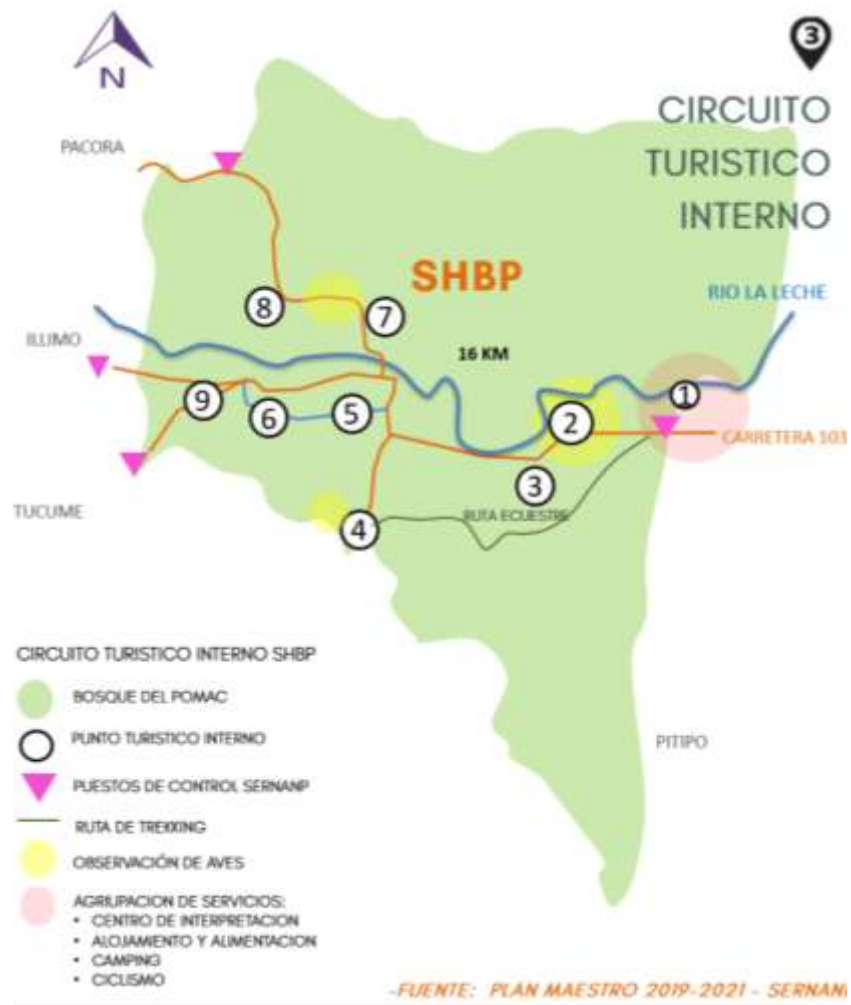 3
CIRCUITO
TURISTICO
INTERNO
N
PACORA
SHBP
RIO LA LECHE
8
7
ILLIMO
16 KM
1
9
6
5
2
CARRETERA 103
3
TUCUME
4
RUTA ECUESTRE
CIRCUITO TURISTICO INTERNO SHBP
BOSQUE DEL POMAC
PUNTO TURISTICO INTERNO
PITIPO
PUESTOS DE CONTROL SERNANP
RUTA DE TREKKING
OBSERVACIÓN DE AVES
AGRIUPACION DE SERVICIOS:
• CENTRO DE INTERPRETACION
• ALOJAMIENTO Y ALIMENTACION
• CAMPING
• CICLISMO
-FUENTE: PLAN MAESTRO 2019-2021 - SERNAN